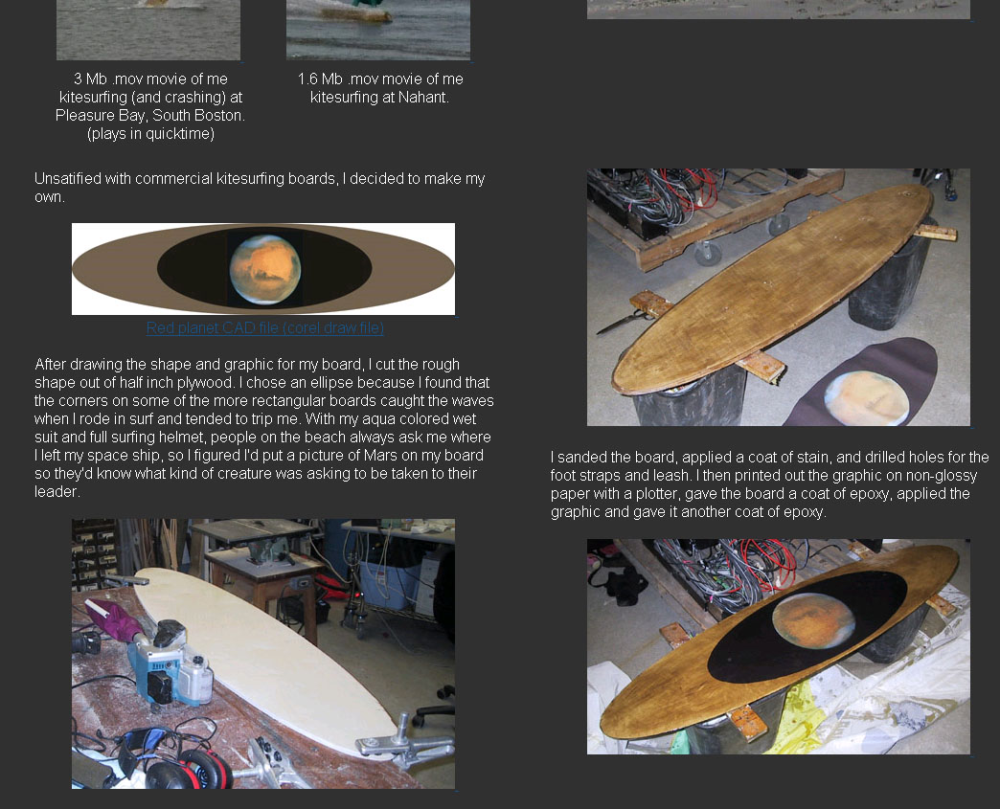 3 Mb .mov movie of me
kitesurfing (and crashing) at
Pleasure Bay, South Boston.
(plays in quicktime)
1.6 Mb .mov movie of me
kitesurfing at Nahant.
Unsatified with commercial kitesurfing boards, I decided to make my
own.
Red planet CAD file (corel draw file)
After drawing the shape and graphic for my board, I cut the rough
shape out of half inch plywood. I chose an ellipse because I found that
the corners on some of the more rectangular boards caught the waves
when I rode in surf and tended to trip me. With my aqua colored wet
suit and full surfing helmet, people on the beach always ask me where
I left my space ship, so I figured I'd put a picture of Mars on my board
so they'd know what kind of creature was asking to be taken to their
leader.
I sanded the board, applied a coat of stain, and drilled holes for the
foot straps and leash. I then printed out the graphic on non-glossy
paper with a plotter, gave the board a coat of epoxy, applied the
graphic and gave it another coat of epoxy.